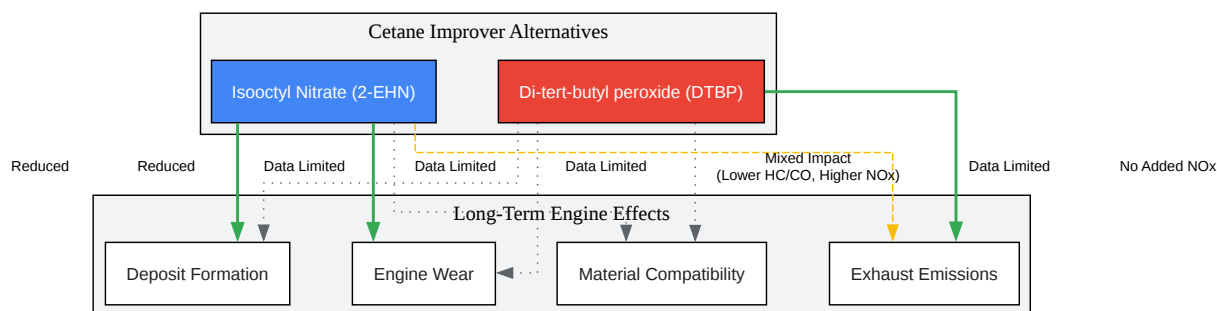 Cetane Improver Alternatives
Isooctyl Nitrate (2-EHN)
Di-tert-butyl peroxide (DTBP)
Reduced
Reduced
Data Limited
Data Limited
Data Limited
Mixed Impact
(Lower HC/CO, Higher NOx)
Data Limited
No Added NOx
Long-Term Engine Effects
Deposit Formation
Engine Wear
Material Compatibility
Exhaust Emissions